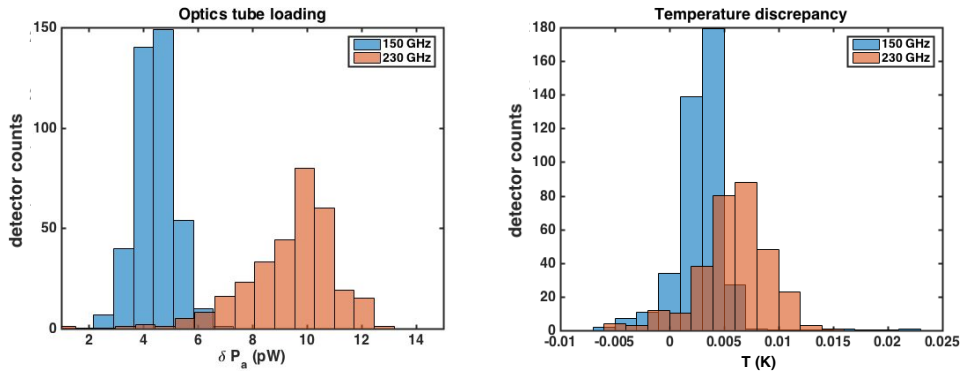 Optics tube loading
150
100
50
0
detector counts
2
4
6
8
10
12
14
δ Pa (pW)
150 GHz
230 GHz
Temperature discrepancy
180
160
140
120
100
80
60
40
20
0
detector counts
-0.01
-0.005
0
0.005
0.01
0.015
0.02
0.025
T (K)
150 GHz
230 GHz